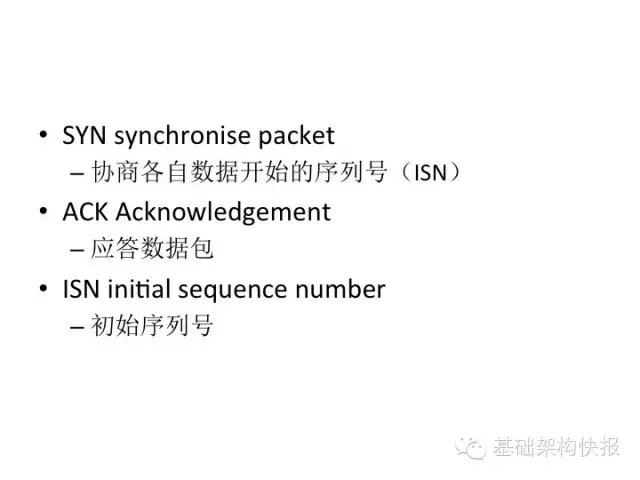 • SYN synchronise packet
– 协商各自数据开始的序列号（ISN）
• ACK Acknowledgement
– 应答数据包
• ISN initial sequence number
– 初始序列号
基础架构快报